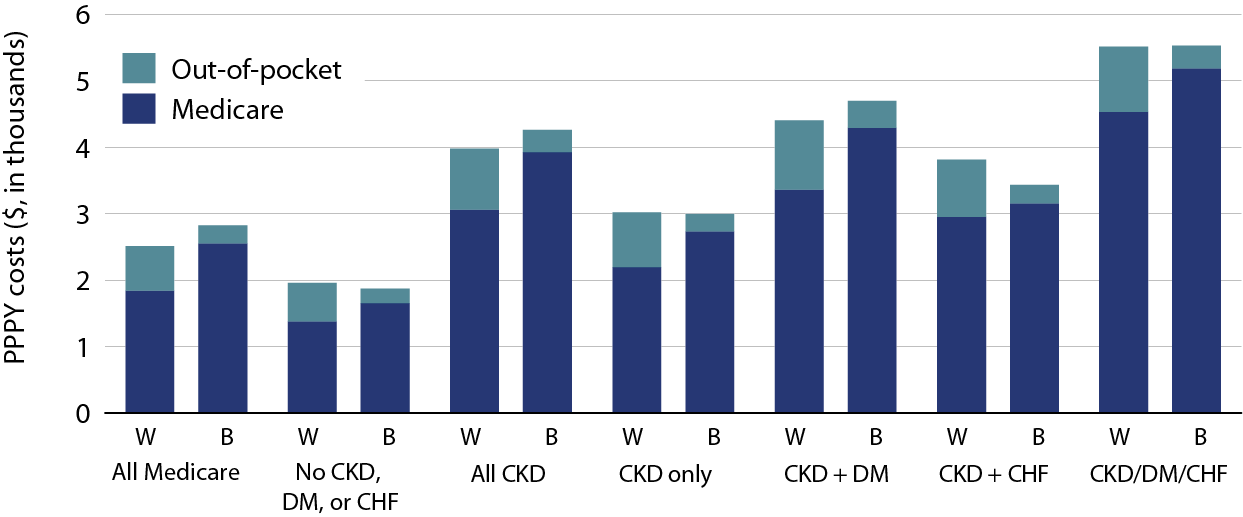 PPPY costs ($, in thousands)
6
5
4
3
2
1
0
Out-of-pocket
Medicare
W B W B W B W B W B W B W B
All Medicare
No CKD,
DM, or CHF
All CKD
CKD only
CKD + DM
CKD + CHF
CKD/DM/CHF